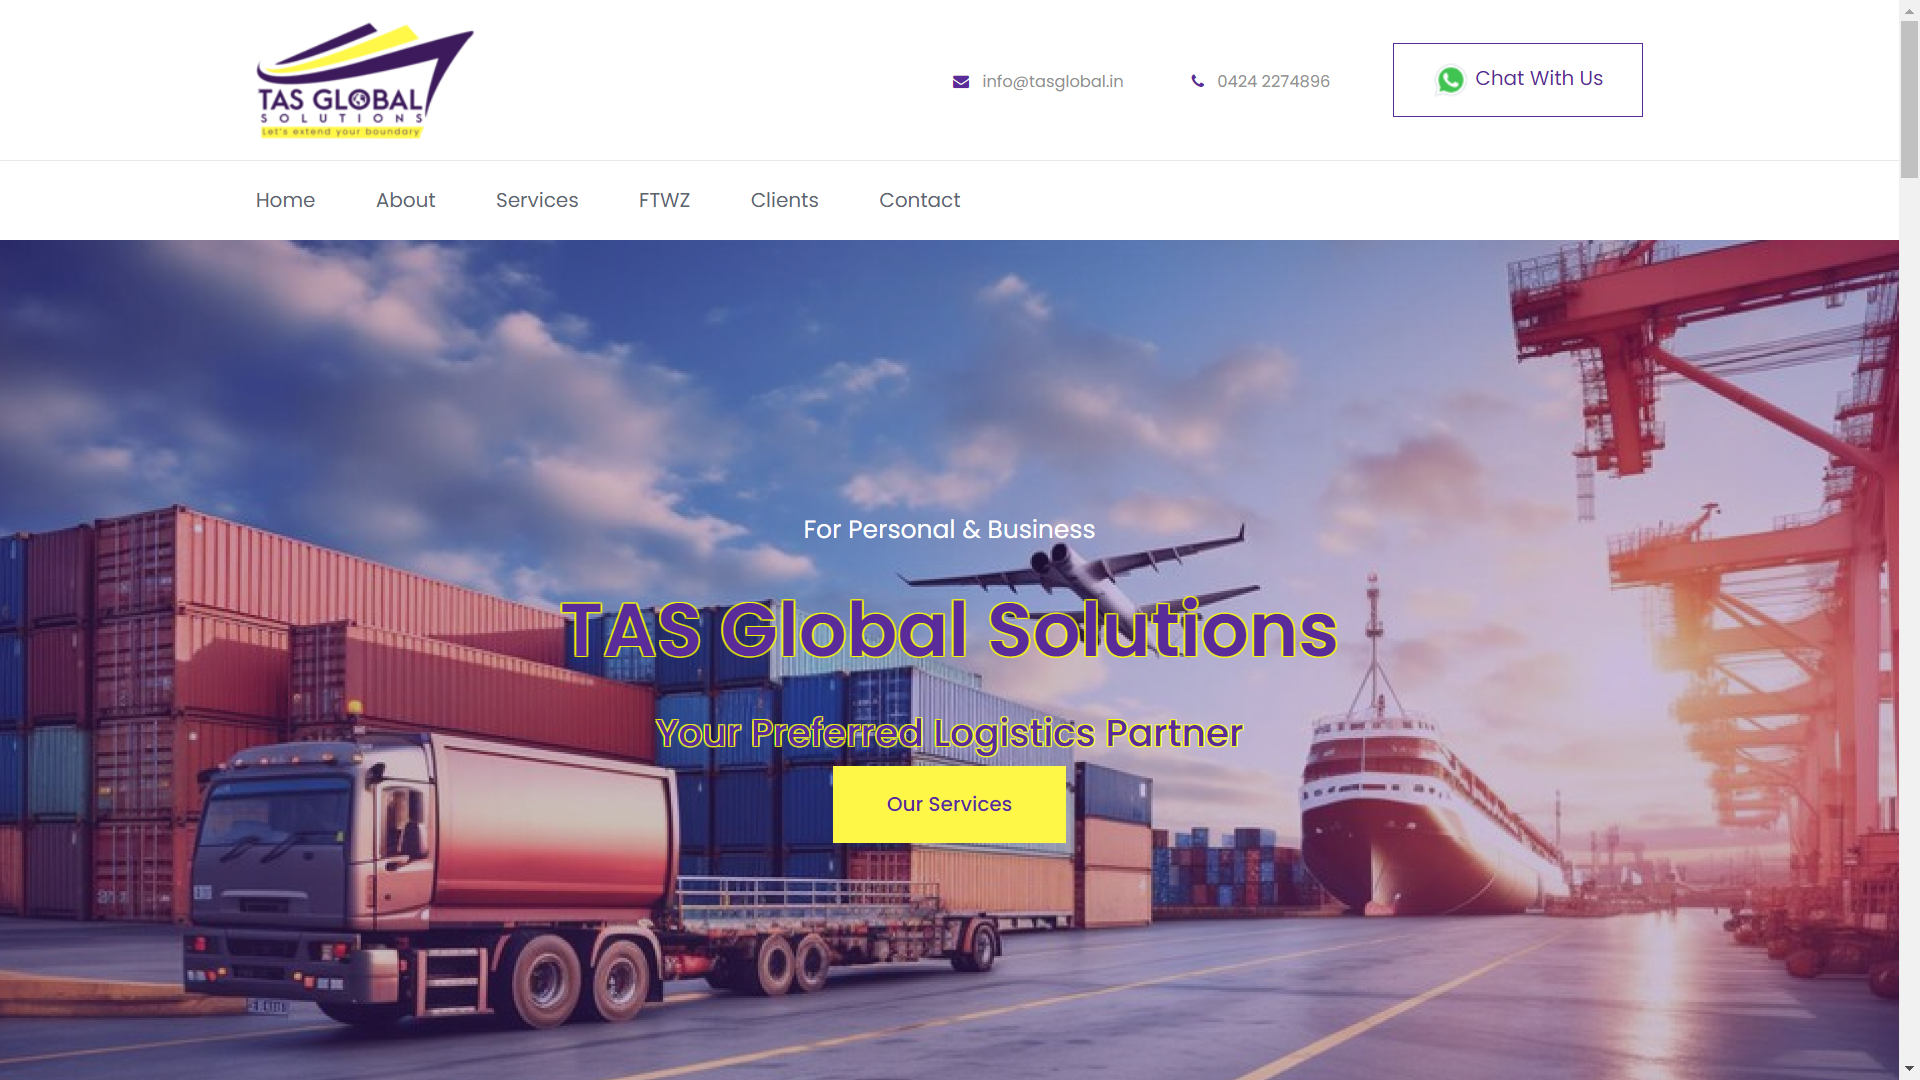 TAS GLOBAL
SOLUTIONS
Let's extend your boundary
info@tasglobal.in
0424 2274896
Chat With Us
Home
About
Services
FTWZ
Clients
Contact
For Personal & Business
TAS Global Solutions
Your Preferred Logistics Partner
Our Services